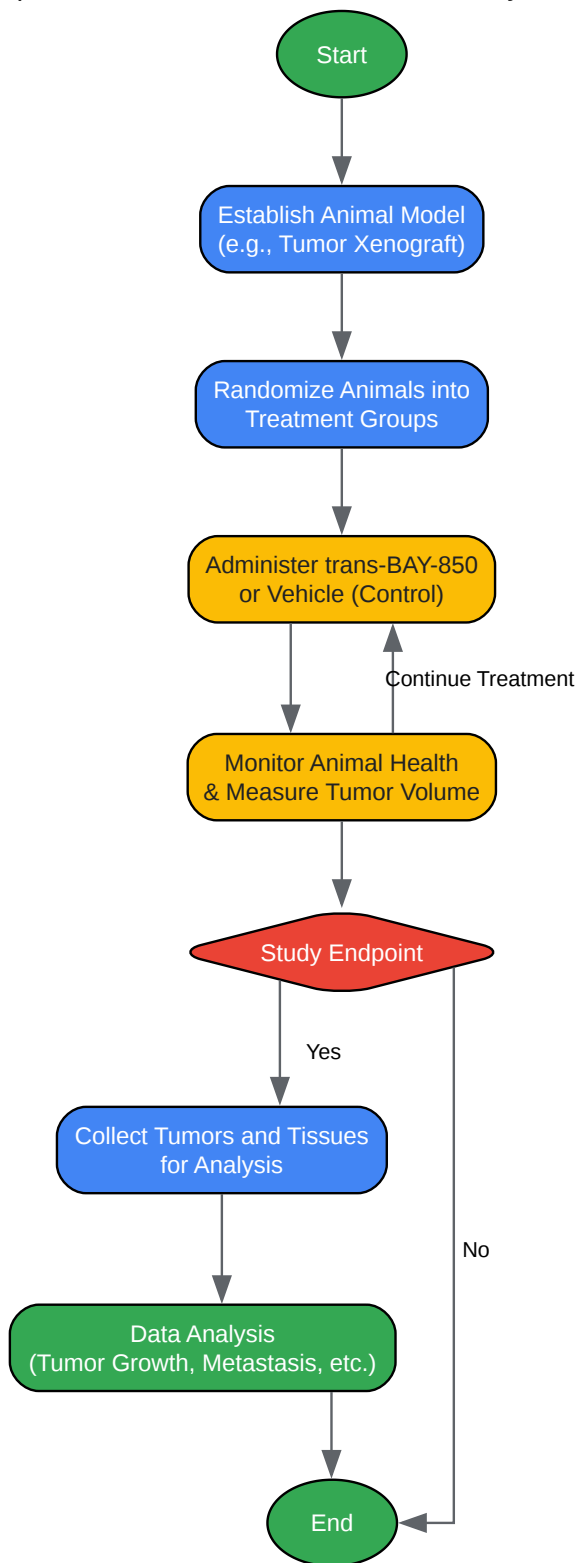 Start
Establish Animal Model
(e.g., Tumor Xenograft)
Randomize Animals into
Treatment Groups
Administer trans-BAY-850
or Vehicle (Control)
Continue Treatment
Monitor Animal Health
& Measure Tumor Volume
Study Endpoint
Yes
Collect Tumors and Tissues
for Analysis
No
Data Analysis
(Tumor Growth, Metastasis, etc.)
End